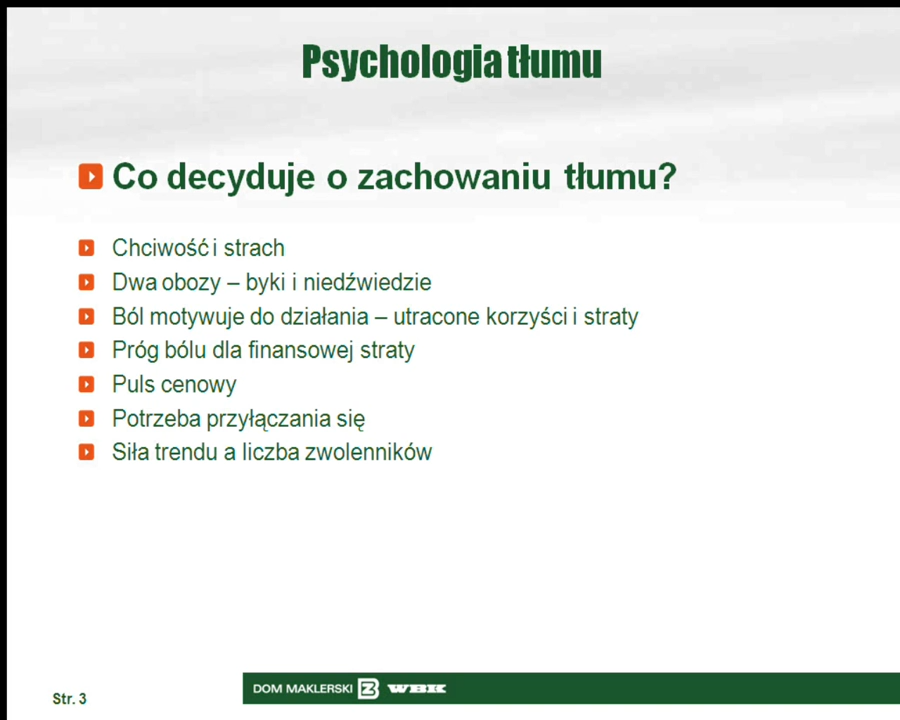 Psychologia tłumu
Co decyduje o zachowaniu tłumu?
Chciwość i strach
Dwa obozy – byki i niedźwiedzie
Ból motywuje do działania – utracone korzyści i straty
Próg bólu dla finansowej straty
Puls cenowy
Potrzeba przyłączania się
Siła trendu a liczba zwolenników
Str. 3
DOM MAKLERSKI WBK